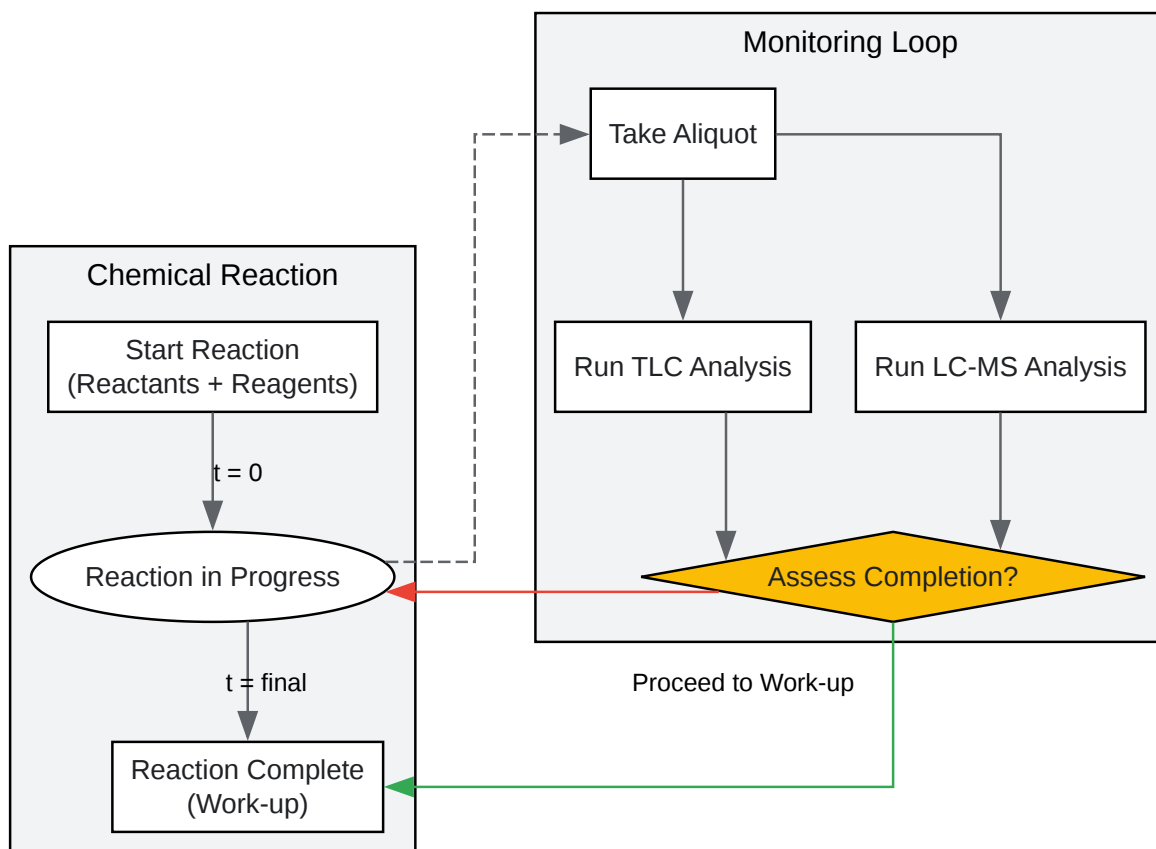 Monitoring Loop
Take Aliquot
Chemical Reaction
Start Reaction
(Reactants + Reagents)
Run TLC Analysis
Run LC-MS Analysis
t = 0
Reaction in Progress
Assess Completion?
t = final
Proceed to Work-up
Reaction Complete
(Work-up)